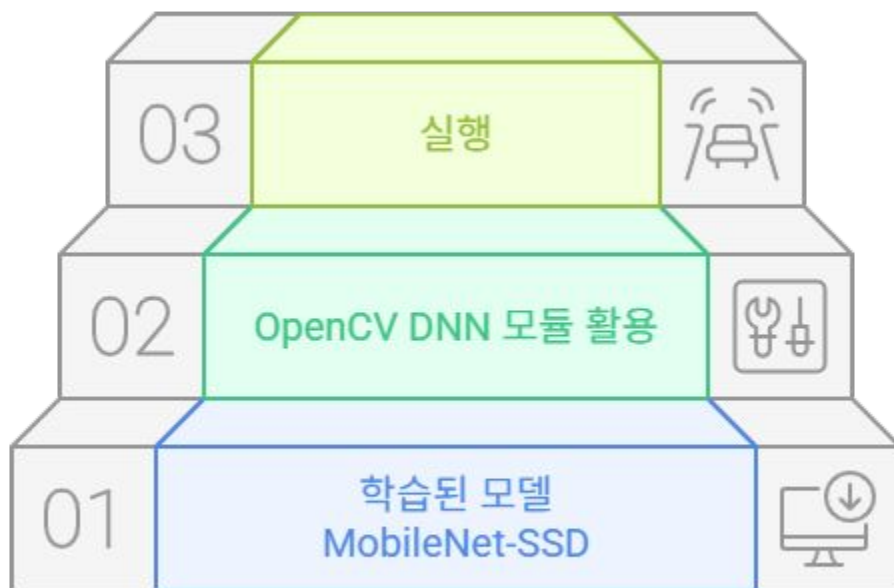 03
실행
02
OpenCV DNN 모듈 활용
01
학습된 모델
MobileNet-SSD